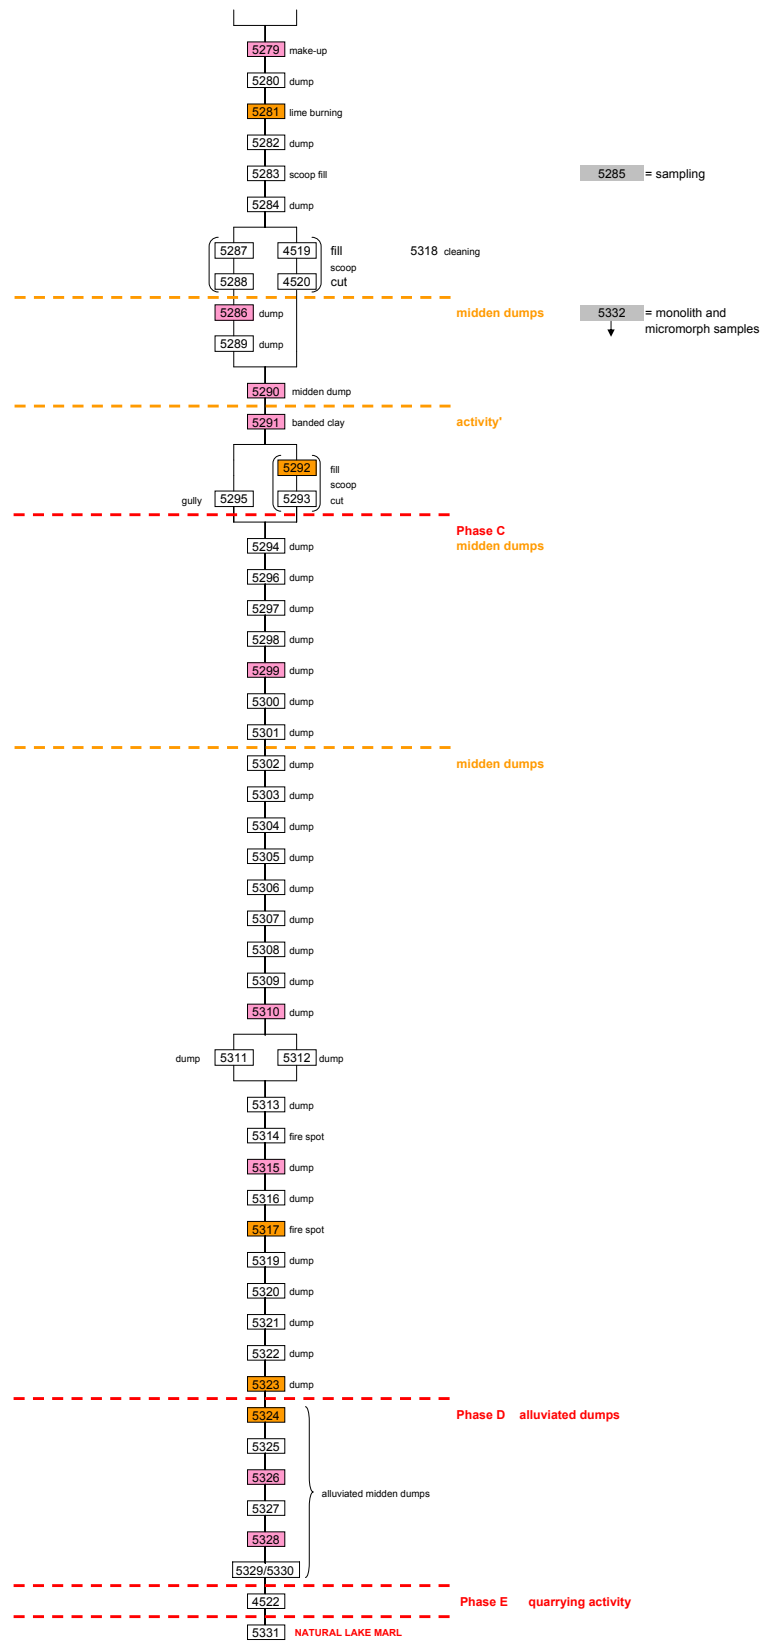 5279 make-up
5280 dump
5281 lime burning
5282 dump
5283 scoop fill
5285 = sampling
5284 dump
5287 4519 fill
5318 cleaning
scoop
5288 4520 cut
5286 dump
midden dumps
5332 = monolith and
micromorph samples
5289 dump
5290 midden dump
5291 banded clay
activity'
5292 fill
scoop
gully 5295 5293 cut
Phase C
5294 dump
midden dumps
5296 dump
5297 dump
5298 dump
5299 dump
5300 dump
5301 dump
5302 dump
midden dumps
5303 dump
5304 dump
5305 dump
5306 dump
5307 dump
5308 dump
5309 dump
5310 dump
dump 5311 5312 dump
5313 dump
5314 fire spot
5315 dump
5316 dump
5317 fire spot
5319 dump
5320 dump
5321 dump
5322 dump
5323 dump
5324
Phase D alluviated dumps
5325
5326
alluviated midden dumps
5327
5328
5329/5330
4522
Phase E quarrying activity
5331 NATURAL LAKE MARL